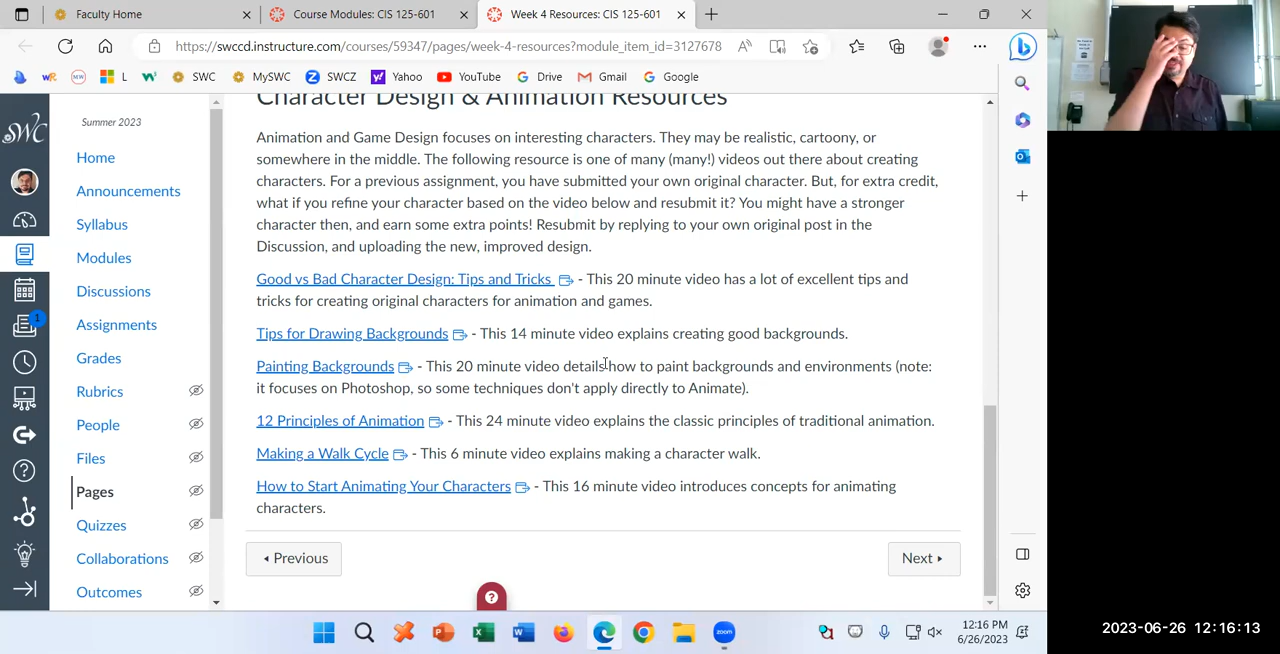 Faculty Home
Course Modules: CIS 125-601
Week 4 Resources: CIS 125-601
https://swccd.instructure.com/courses/59347/pages/week-4-resources?module_item_id=3127678
L
SWC
MySWC
SWCZ
Yahoo
YouTube
Drive
Gmail
Google
SWC
Summer 2023
Home
Announcements
Syllabus
Modules
Discussions
Assignments
Grades
Rubrics
People
Files
Pages
Quizzes
Collaborations
Outcomes
1
Character Design & Animation Resources
Animation and Game Design focuses on interesting characters. They may be realistic, cartoony, or
somewhere in the middle. The following resource is one of many (many!) videos out there about creating
characters. For a previous assignment, you have submitted your own original character. But, for extra credit,
what if you refine your character based on the video below and resubmit it? You might have a stronger
character then, and earn some extra points! Resubmit by replying to your own original post in the
Discussion, and uploading the new, improved design.
Good vs Bad Character Design: Tips and Tricks - This 20 minute video has a lot of excellent tips and
tricks for creating original characters for animation and games.
Tips for Drawing Backgrounds - This 14 minute video explains creating good backgrounds.
Painting Backgrounds - This 20 minute video details how to paint backgrounds and environments (note:
it focuses on Photoshop, so some techniques don't apply directly to Animate).
12 Principles of Animation - This 24 minute video explains the classic principles of traditional animation.
Making a Walk Cycle - This 6 minute video explains making a character walk.
How to Start Animating Your Characters - This 16 minute video introduces concepts for animating
characters.
Previous
Next
zoom
12:16 PM
6/26/2023
2023-06-26 12:16:13